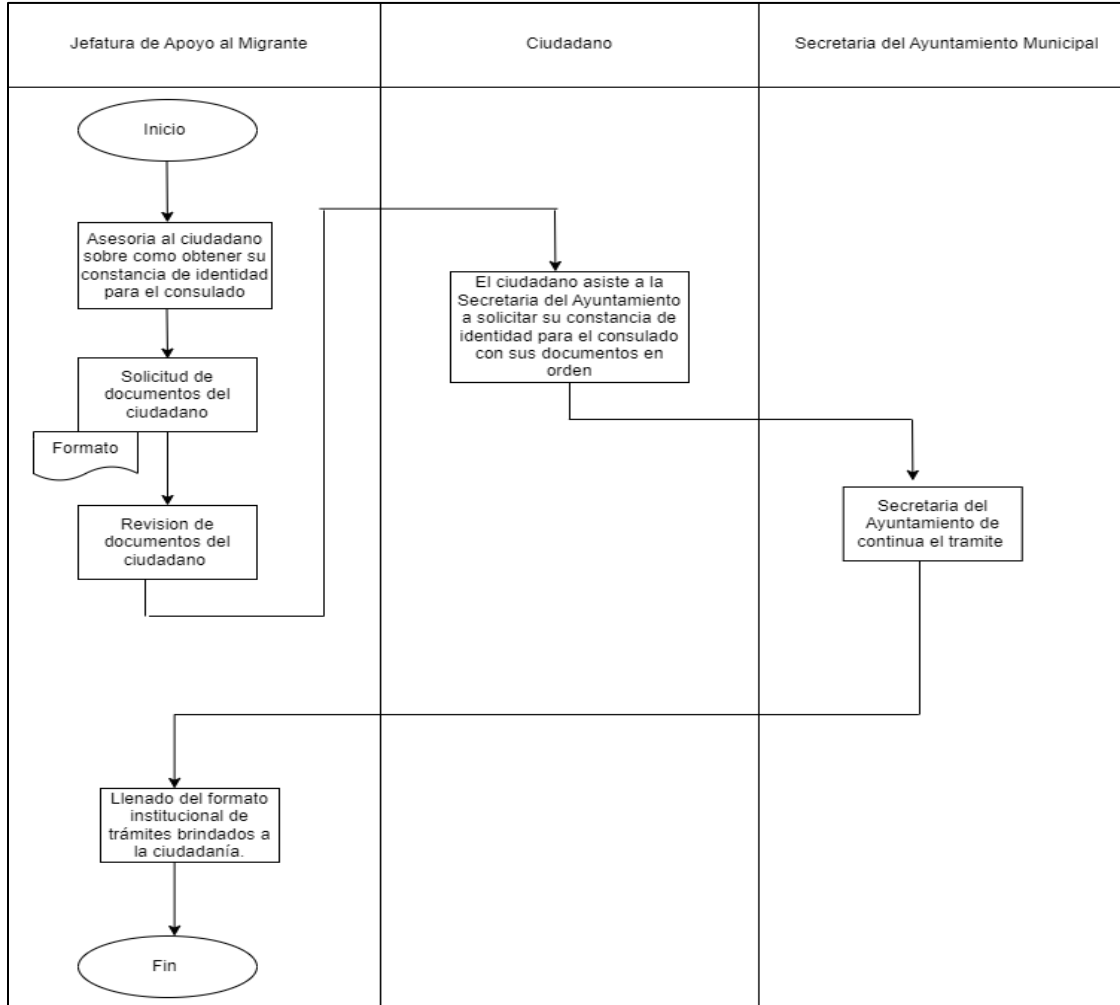 Jefatura de Apoyo al Migrante
Ciudadano
Secretaria del Ayuntamiento Municipal
Inicio
Asesoria al ciudadano
sobre como obtener su
constancia de identidad
para el consulado
Solicitud de
documentos del
ciudadano
Formato
Revision de
documentos del
ciudadano
El ciudadano asiste a la
Secretaria del Ayuntamiento
a solicitar su constancia de
identidad para el consulado
con sus documentos en
orden
Secretaria del
Ayuntamiento de
continua el tramite
Llenado del formato
institucional de
trámites brindados a
la ciudadanía.
Fin